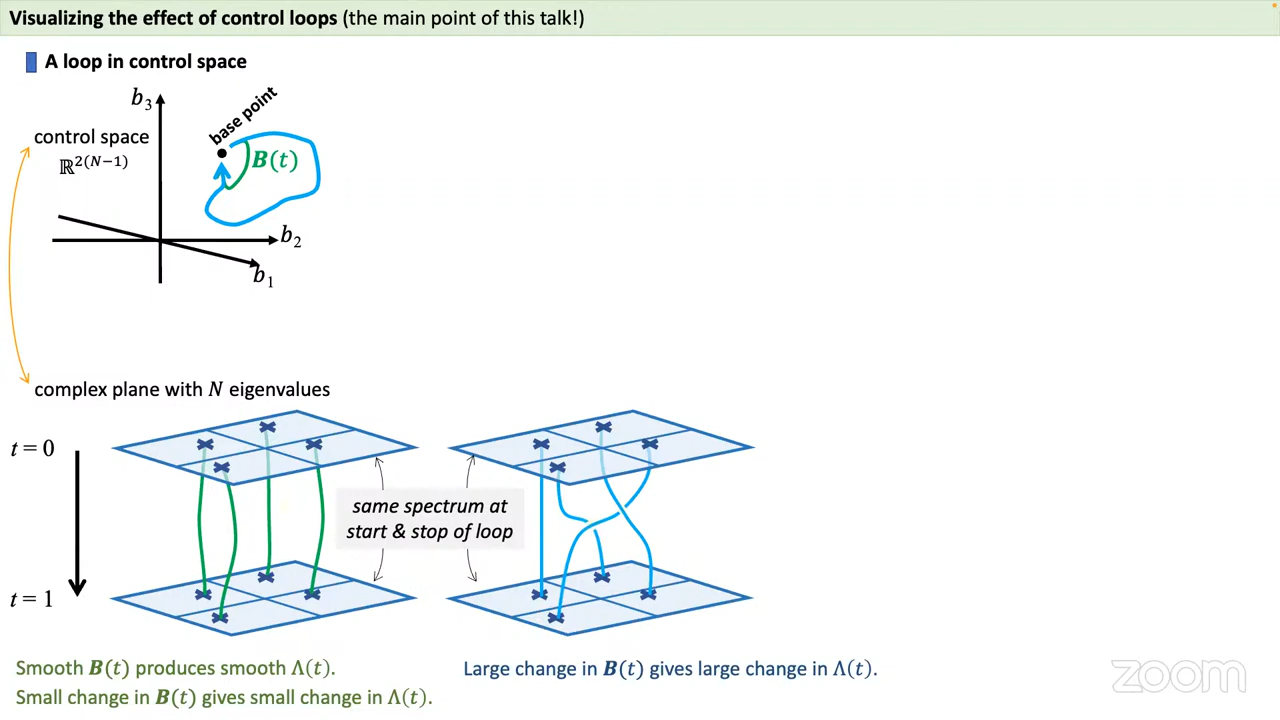 Visualizing the effect of control loops (the main point of this talk!)
A loop in control space
b₃
base point
control space
ℝ²⁽ᴺ⁻¹⁾
B(t)
b₂
b₁
complex plane with N eigenvalues
t = 0
same spectrum at
start & stop of loop
t = 1
Smooth B(t) produces smooth Λ(t).
Small change in B(t) gives small change in Λ(t).
Large change in B(t) gives large change in Λ(t).
zoom